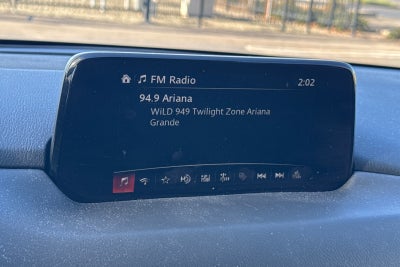 FM Radio 2:02
94.9 Ariana
WiLD 949 Twilight Zone Ariana
Grande